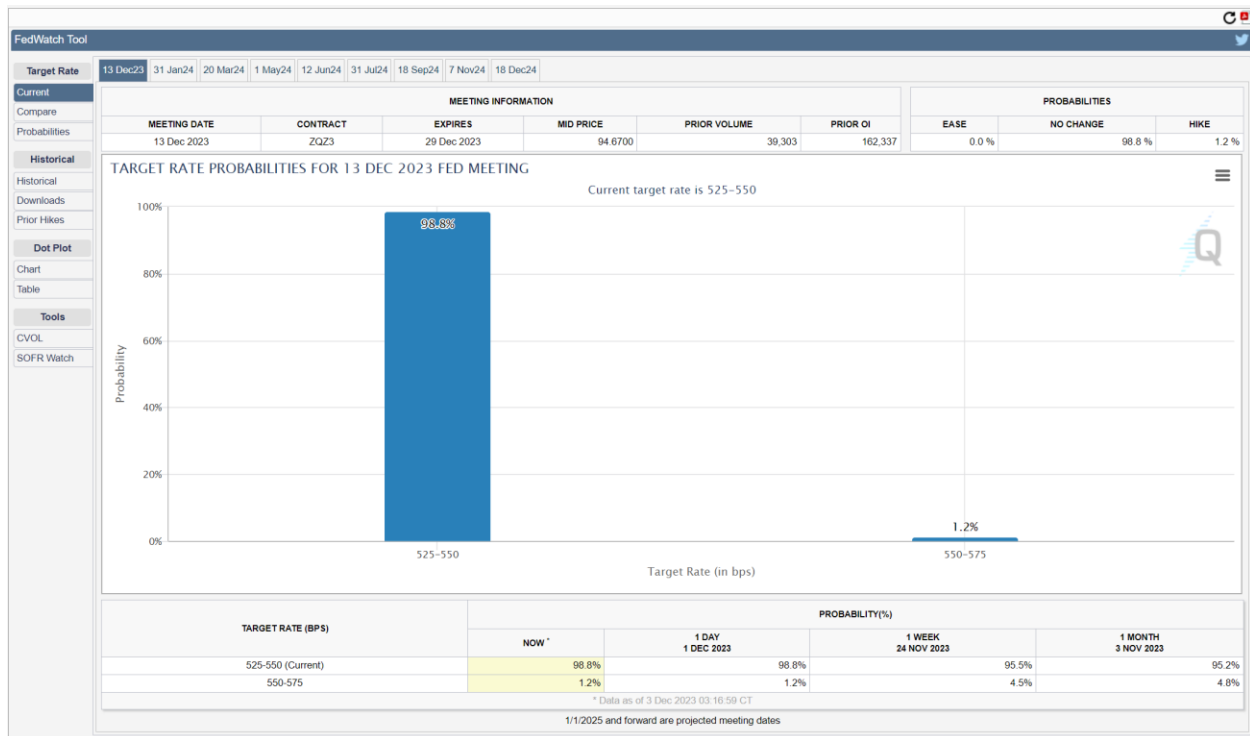 FedWatch Tool
Target Rate
Current
Compare
Probabilities
Historical
Historical
Downloads
Prior Hikes
Dot Plot
Chart
Table
Tools
CVOL
SOFR Watch
13 Dec23 31 Jan24 20 Mar24 1 May24 12 Jun24 31 Jul24 18 Sep24 7 Nov24 18 Dec24
MEETING INFORMATION
MEETING DATE CONTRACT EXPIRES MID PRICE PRIOR VOLUME PRIOR OI
13 Dec 2023 ZQZ3 29 Dec 2023 94.6700 39,303 162,337
PROBABILITIES
EASE NO CHANGE HIKE
0.0 % 98.8 % 1.2 %
TARGET RATE PROBABILITIES FOR 13 DEC 2023 FED MEETING
Current target rate is 525-550
Probability
100%
80%
60%
40%
20%
0%
98.8%
1.2%
Q
525-550 550-575
Target Rate (in bps)
TARGET RATE (BPS) PROBABILITY(%)
NOW * 1 DAY 1 WEEK 1 MONTH
1 DEC 2023 24 NOV 2023 3 NOV 2023
525-550 (Current) 98.8% 98.8% 95.5% 95.2%
550-575 1.2% 1.2% 4.5% 4.8%
* Data as of 3 Dec 2023 03:16:59 CT
1/1/2025 and forward are projected meeting dates